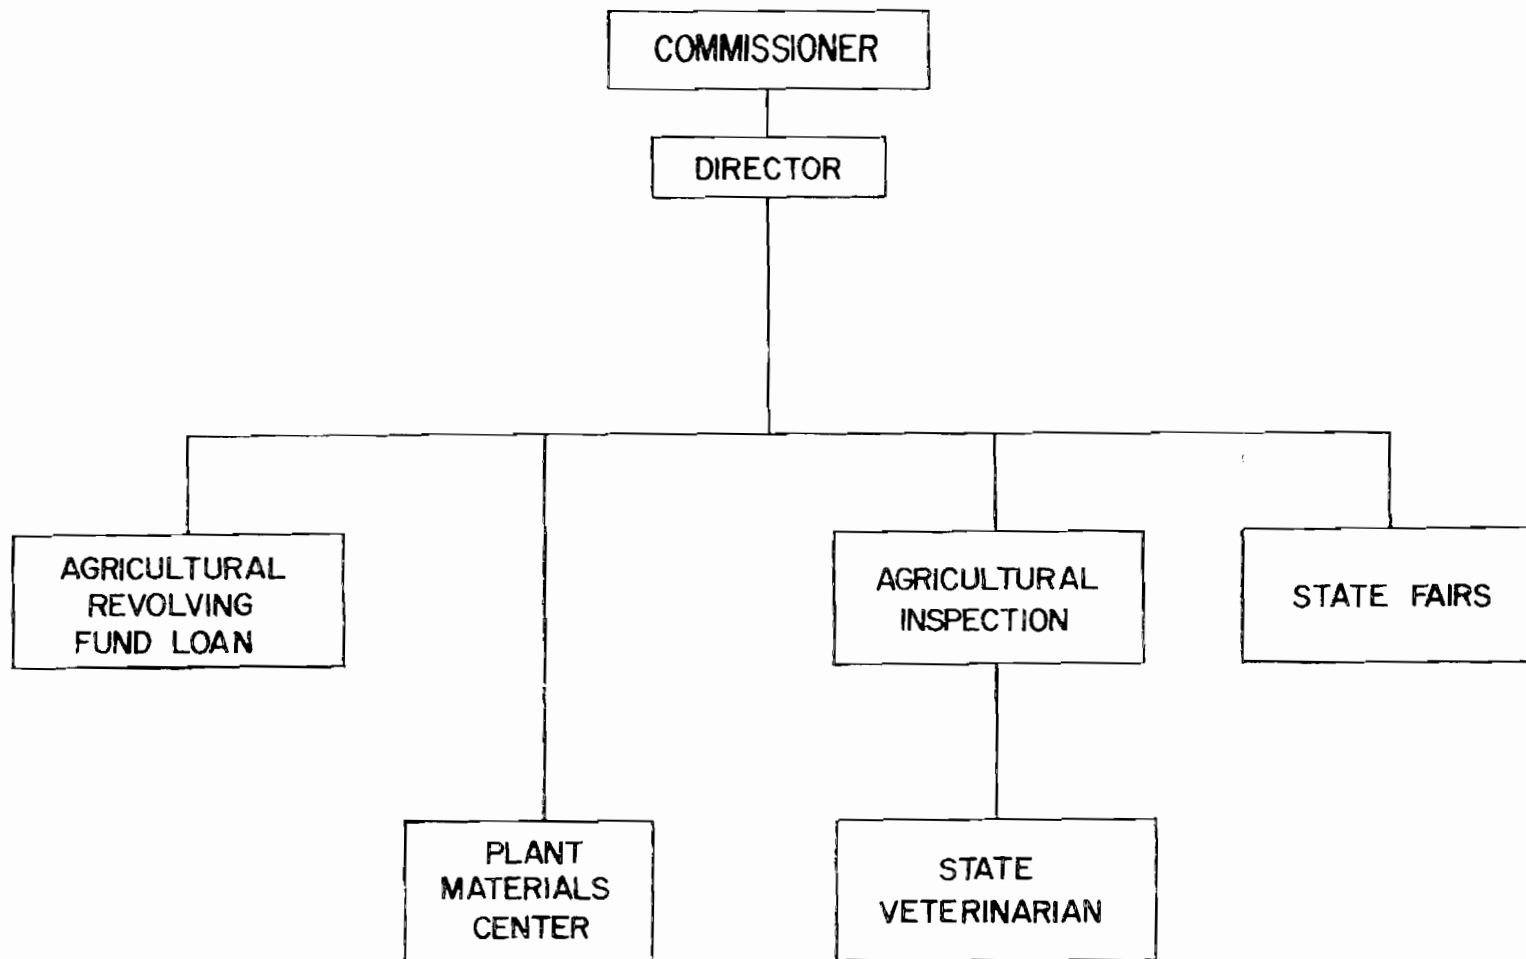 COMMISSIONER
DIRECTOR
AGRICULTURAL
REVOLVING
FUND LOAN
AGRICULTURAL
INSPECTION
STATE FAIRS
PLANT
MATERIALS
CENTER
STATE
VETERINARIAN